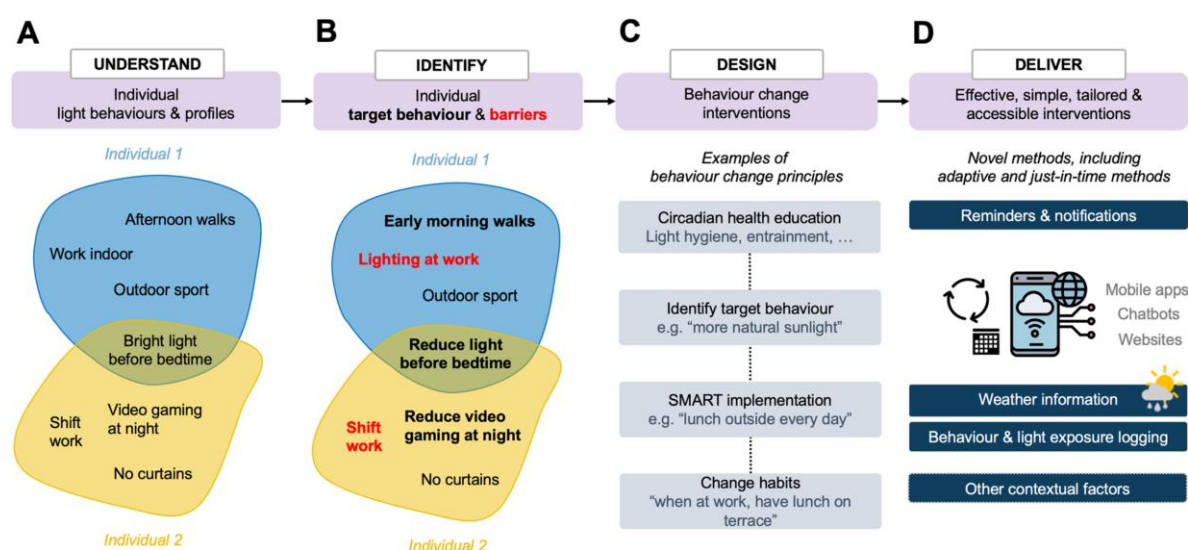 A
UNDERSTAND
Individual
light behaviours & profiles
Individual 1
Afternoon walks
Work indoor
Outdoor sport
Bright light
before bedtime
Video gaming
at night
Shift
work
No curtains
Individual 2
B
IDENTIFY
Individual
target behaviour & barriers
Individual 1
Early morning walks
Lighting at work
Outdoor sport
Reduce light
before bedtime
Reduce video
gaming at night
Shift
work
No curtains
Individual 2
C
DESIGN
Behaviour change
interventions
Examples of
behaviour change principles
Circadian health education
Light hygiene, entrainment, …
Identify target behaviour
e.g. “more natural sunlight”
SMART implementation
e.g. “lunch outside every day”
Change habits
“when at work, have lunch on
terrace”
D
DELIVER
Effective, simple, tailored &
accessible interventions
Novel methods, including
adaptive and just-in-time methods
Reminders & notifications
Mobile apps
Chatbots
Websites
Weather information
Behaviour & light exposure logging
Other contextual factors